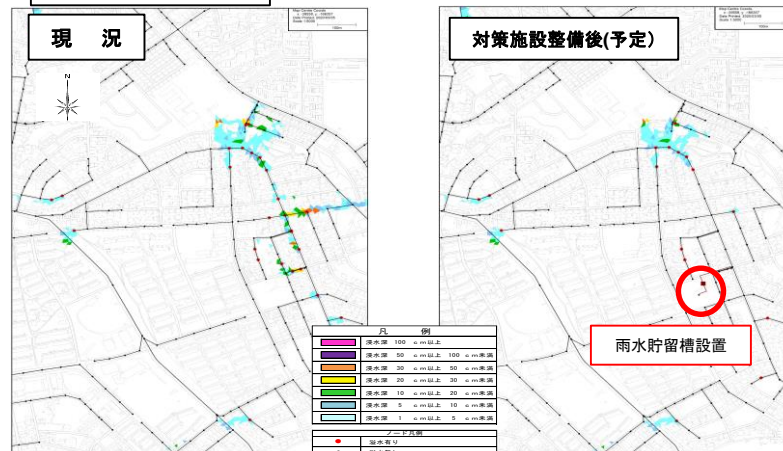 現 況
対策施設整備後(予定)
N
雨水貯留槽設置
凡 例
浸水深 100 cm以上
浸水深 50 cm以上 100 cm未満
浸水深 30 cm以上 50 cm未満
浸水深 20 cm以上 30 cm未満
浸水深 10 cm以上 20 cm未満
浸水深 5 cm以上 10 cm未満
浸水深 1 cm以上 5 cm未満
ノード凡例
溢水有り